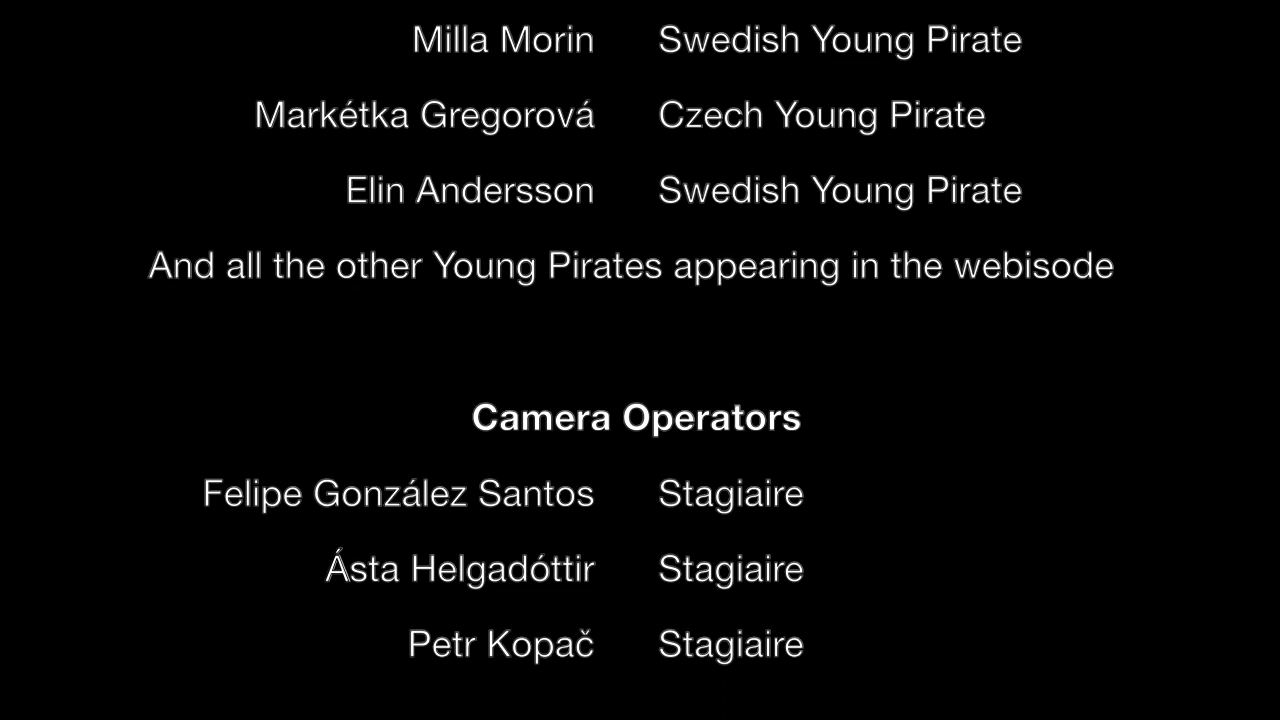 Milla Morin Swedish Young Pirate
Markétka Gregorová Czech Young Pirate
Elin Andersson Swedish Young Pirate
And all the other Young Pirates appearing in the webisode
Camera Operators
Felipe González Santos Stagiaire
Ásta Helgadóttir Stagiaire
Petr Kopač Stagiaire